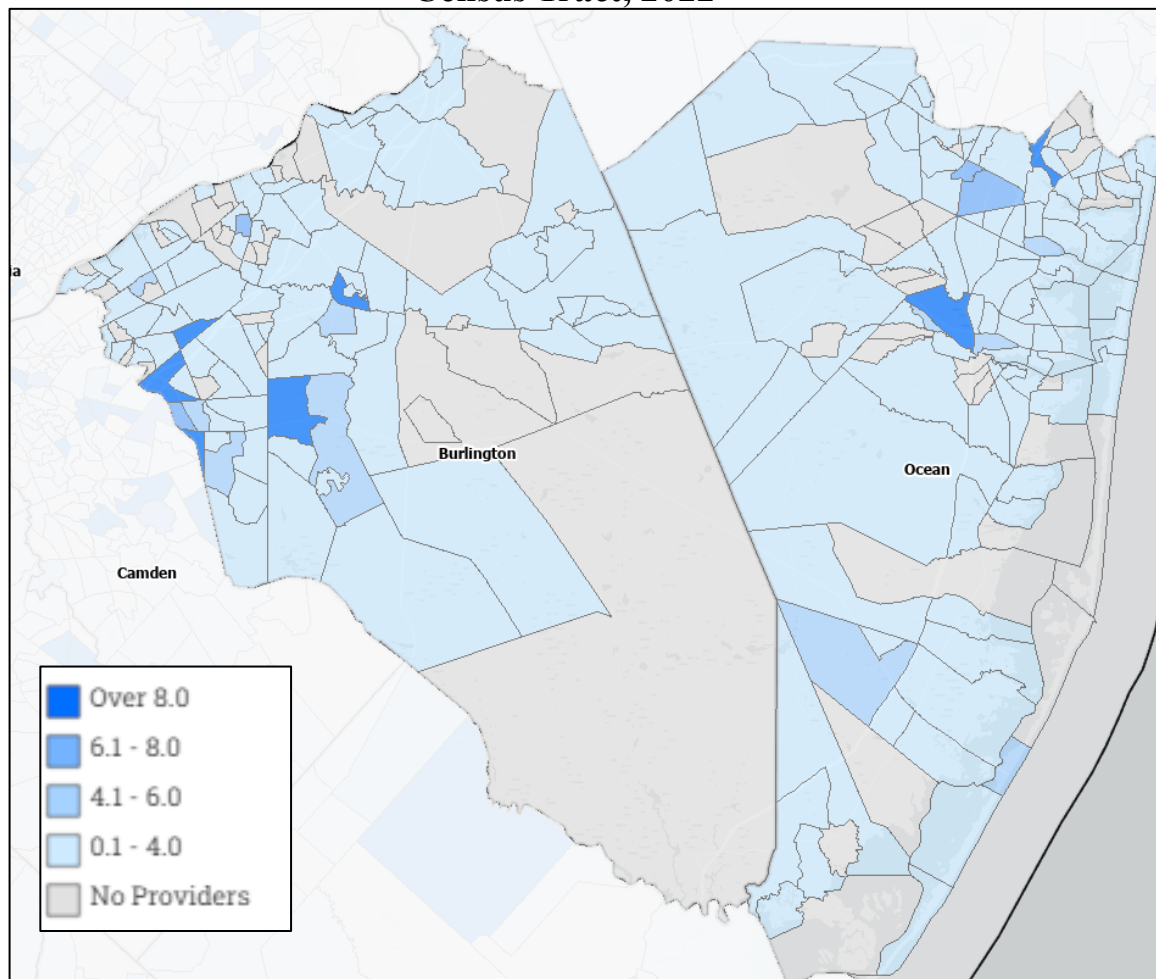 Census Tract, 2022
ia
Burlington
Ocean
Camden
Over 8.0
6.1 - 8.0
4.1 - 6.0
0.1 - 4.0
No Providers